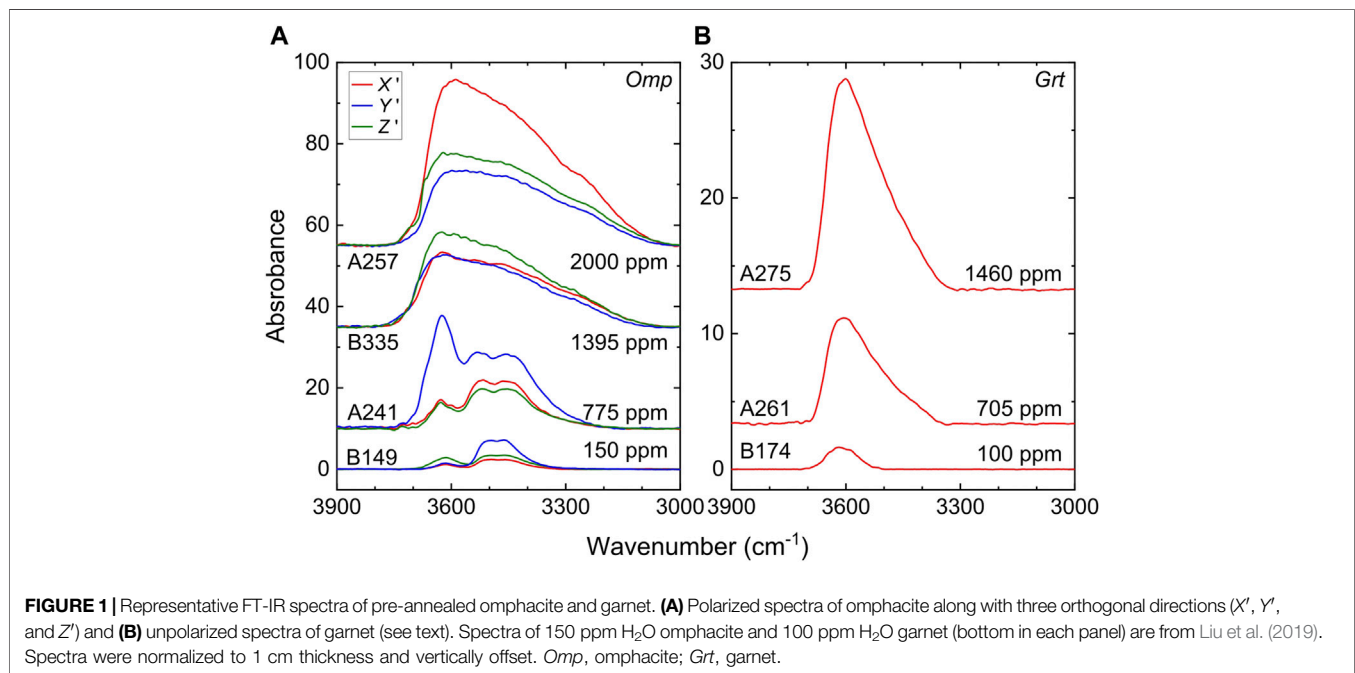 A
B
100
Omp
X'
Y'
Z'
80
60
A257
2000 ppm
40
B335
1395 ppm
20
A241
775 ppm
150 ppm
0
B149
3900
3600
3300
3000
Absrobance
30
Grt
20
A275
1460 ppm
10
A261
705 ppm
B174
100 ppm
0
3900
3600
3300
3000
Wavenumber (cm⁻¹)
FIGURE 1 | Representative FT-IR spectra of pre-annealed omphacite and garnet. (A) Polarized spectra of omphacite along with three orthogonal directions (X′, Y′,
and Z′) and (B) unpolarized spectra of garnet (see text). Spectra of 150 ppm H₂O omphacite and 100 ppm H₂O garnet (bottom in each panel) are from Liu et al. (2019).
Spectra were normalized to 1 cm thickness and vertically offset. Omp, omphacite; Grt, garnet.